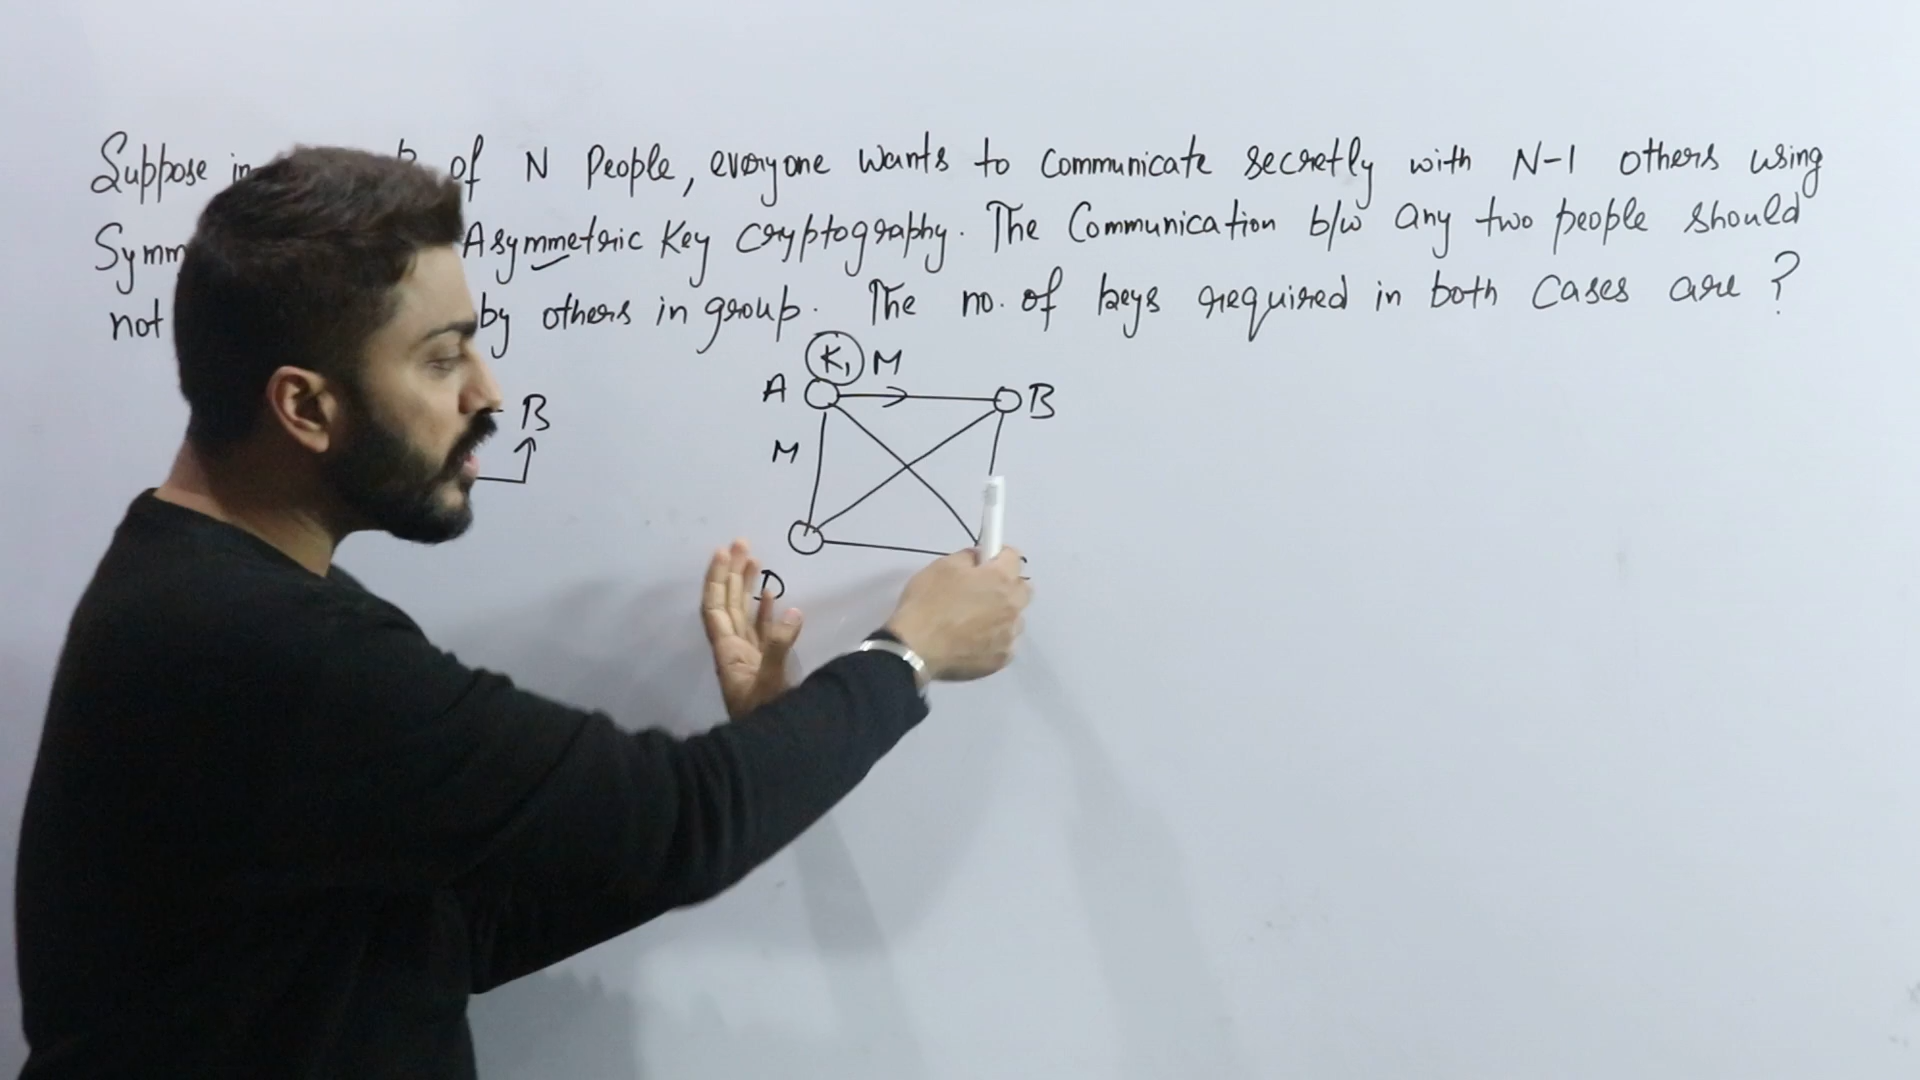 Suppose in of N People, everyone wants to communicate secretly with N-1 others using
Symm Asymmetric Key cryptography. The Communication b/w any two people should
not by others in group. The no. of keys required in both cases are ?
K₁ M
A B
B
M
D